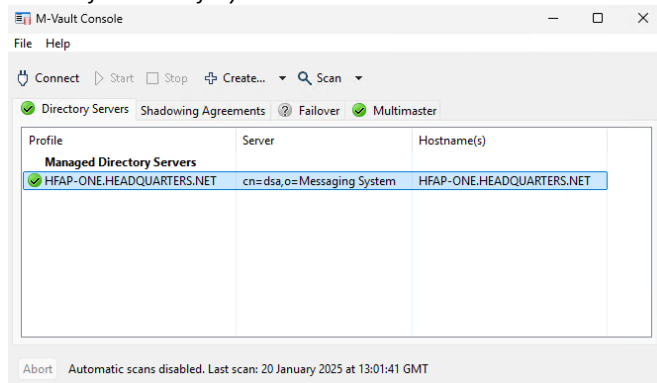 M-Vault Console
File Help
Connect Start Stop Create... Scan
Directory Servers Shadowing Agreements Failover Multimaster
Profile Server Hostname(s)
Managed Directory Servers
HFAP-ONE.HEADQUARTERS.NET cn=dsa,o=Messaging System HFAP-ONE.HEADQUARTERS.NET
Abort Automatic scans disabled. Last scan: 20 January 2025 at 13:01:41 GMT